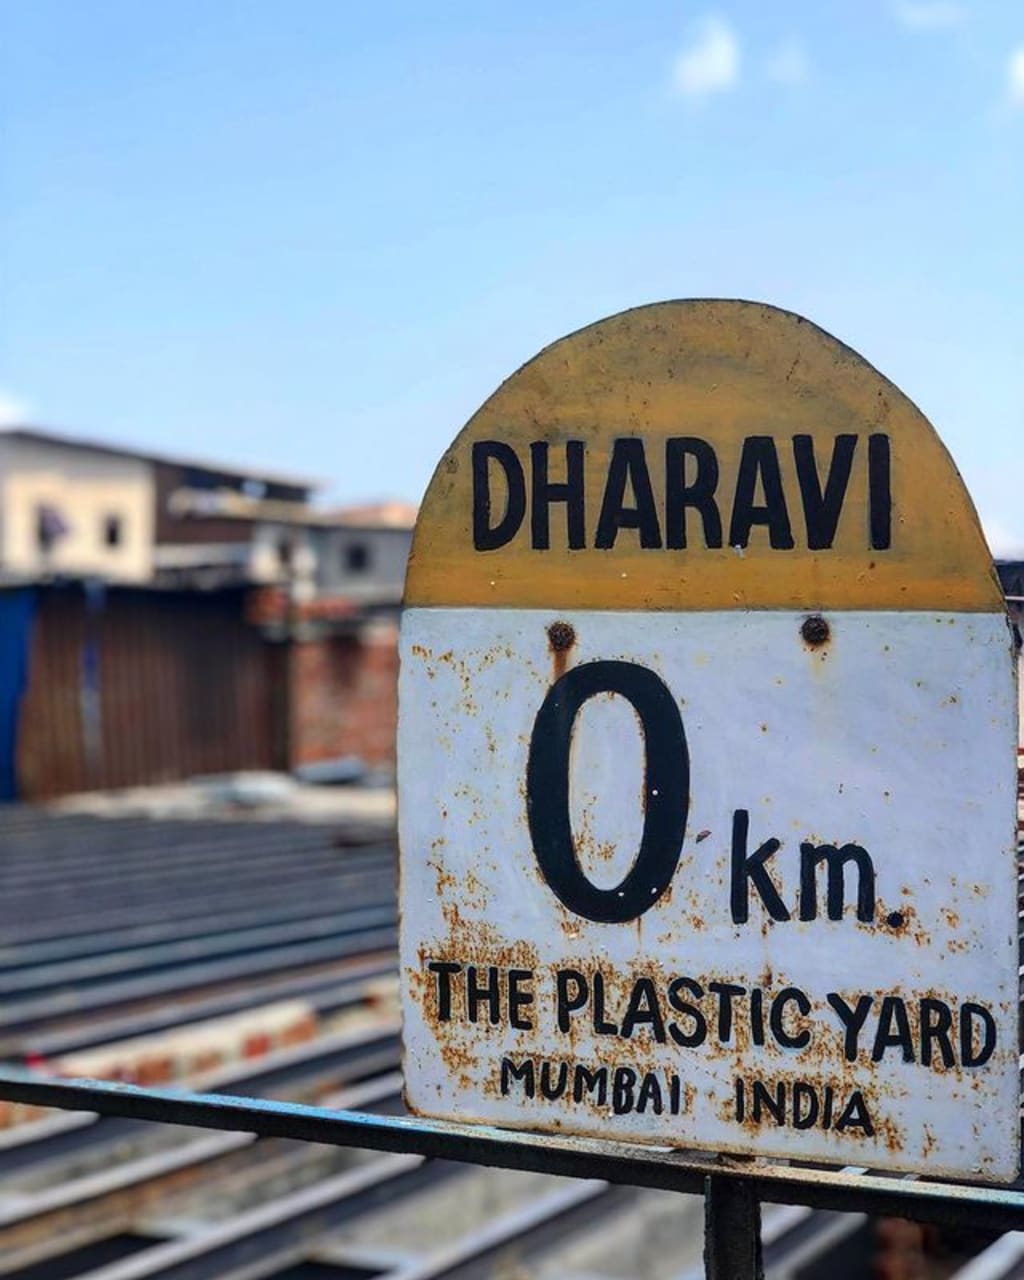 DHARAVI
0 km.
THE PLASTIC YARD
MUMBAI INDIA